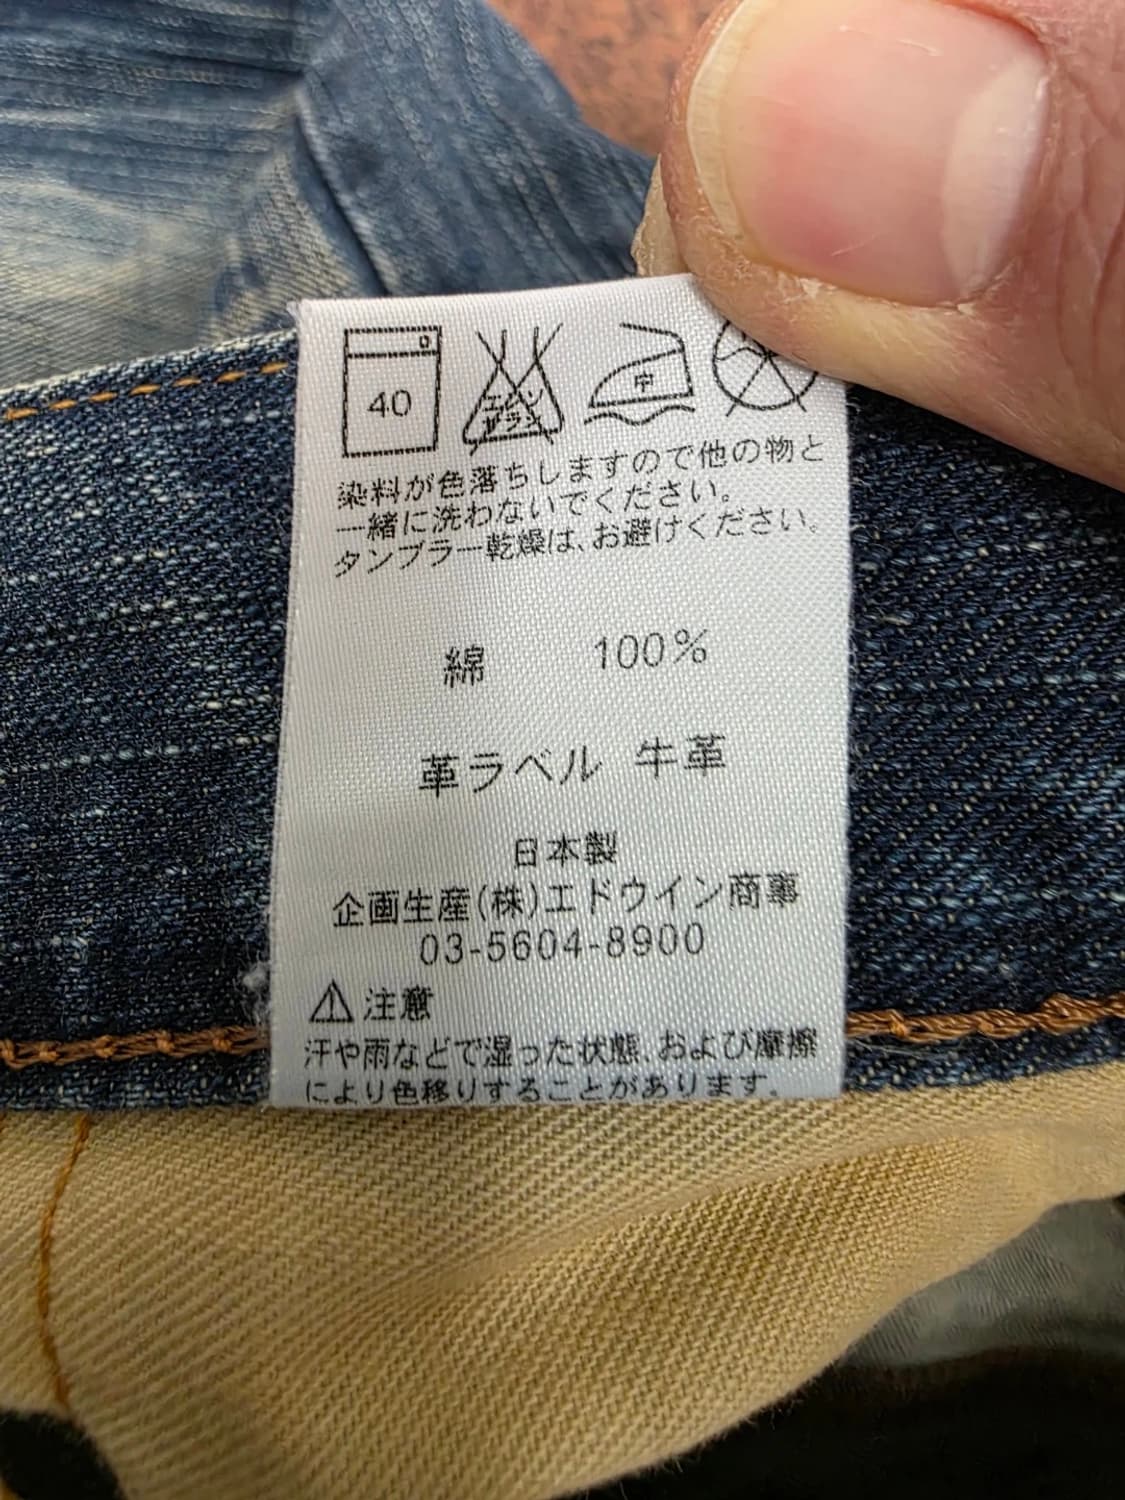 40
エンソ
サラシ
中
染料が色落ちしますので他の物と
一緒に洗わないでください。
タンブラー乾燥は、お避けください。
綿 100%
革ラベル 牛革
日本製
企画生産(株)エドウイン商事
03-5604-8900
⚠注意
汗や雨などで湿った状態、および摩擦
により色移りすることがあります。